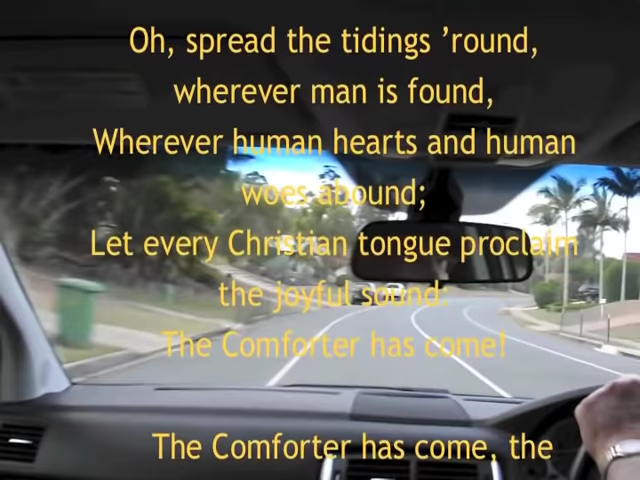 Oh, spread the tidings ’round,
wherever man is found,
Wherever human hearts and human
woes abound;
Let every Christian tongue proclaim
the joyful sound:
The Comforter has come!
The Comforter has come, the